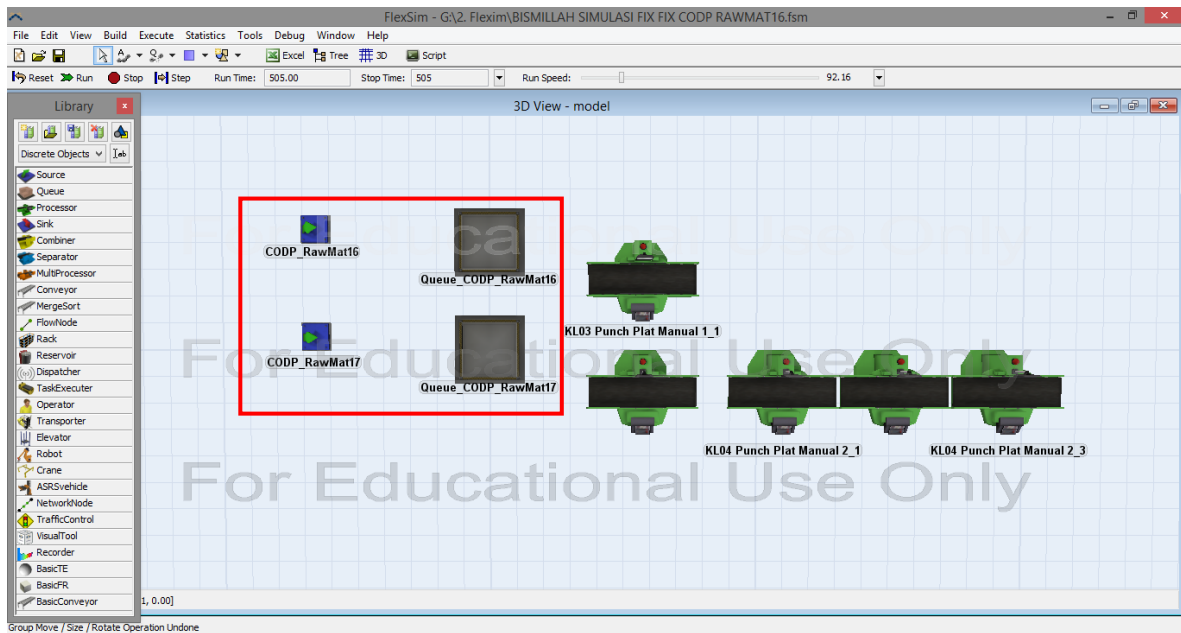 FlexSim - G:\2. Flexim\BISMILLAH SIMULASI FIX FIX CODP RAWMAT16.fsm
File Edit View Build Execute Statistics Tools Debug Window Help
Excel Tree 3D Script
Reset Run Stop Step Run Time: 505.00 Stop Time: 505 Run Speed: 92.16
Library
3D View - model
Discrete Objects
Source
Queue
Processor
Sink
Combiner
Separator
MultiProcessor
Conveyor
MergeSort
FlowNode
Rack
Reservoir
Dispatcher
TaskExecuter
Operator
Transporter
Elevator
Robot
Crane
ASRSvehicle
NetworkNode
TrafficControl
VisualTool
Recorder
BasicTE
BasicFR
BasicConveyor
For Educational Use Only
CODP_RawMat16
Queue_CODP_RawMat16
KL03 Punch Plat Manual 1_1
For Educational Use Only
CODP_RawMat17
Queue_CODP_RawMat17
KL04 Punch Plat Manual 2_1
KL04 Punch Plat Manual 2_3
For Educational Use Only
1, 0.00]
Group Move / Size / Rotate Operation Undone